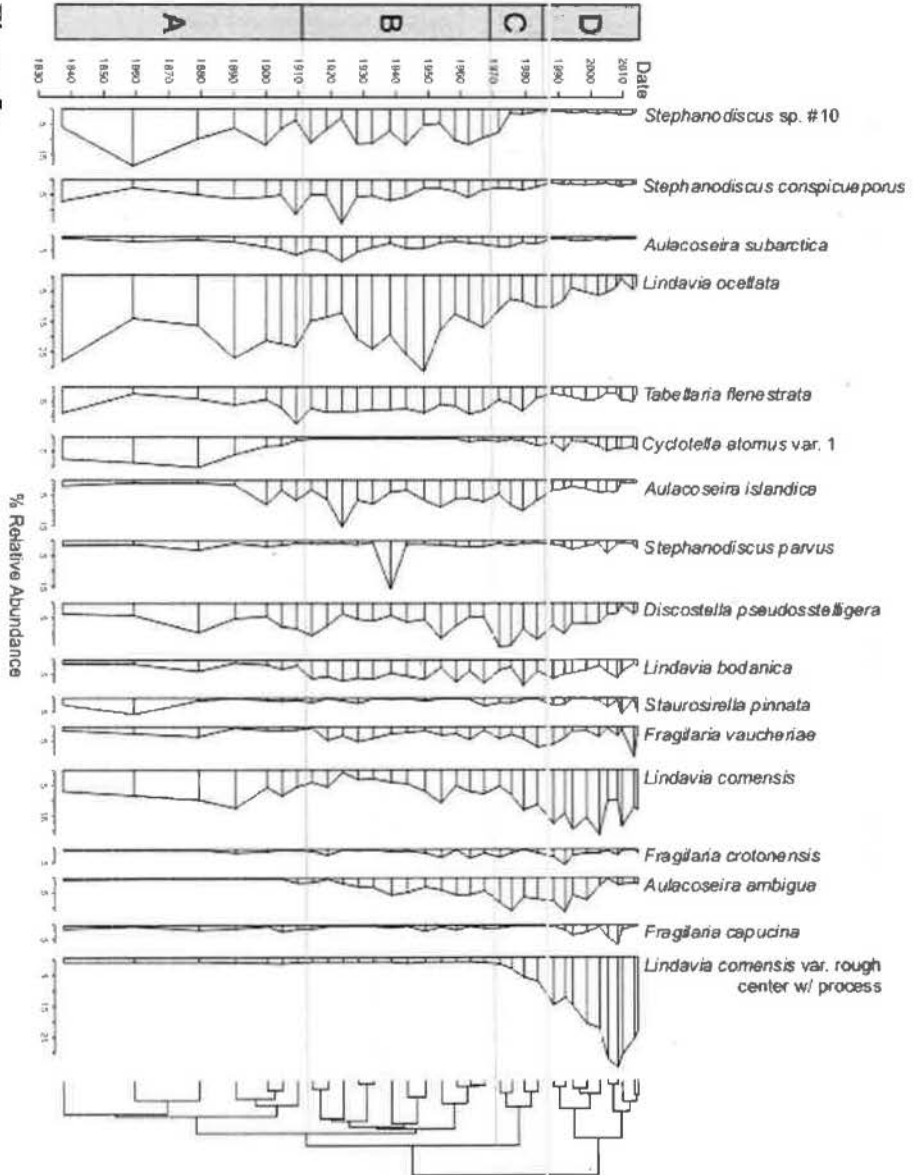 A B C D
Date
1830 1840 1850 1860 1870 1880 1890 1900 1910 1920 1930 1940 1950 1960 1970 1980 1990 2000 2010
Stephanodiscus sp. #10
Stephanodiscus conspicueporus
Aulacoseira subarctica
Lindavia ocellata
Tabellaria flenestrata
Cyclotella atomus var. 1
Aulacoseira islandica
Stephanodiscus parvus
Discostella pseudosstelligera
Lindavia bodanica
Staurosirella pinnata
Fragilaria vaucheriae
Lindavia comensis
Fragilaria crotonensis
Aulacoseira ambigua
Fragilaria capucina
Lindavia comensis var. rough
center w/ process
% Relative Abundance